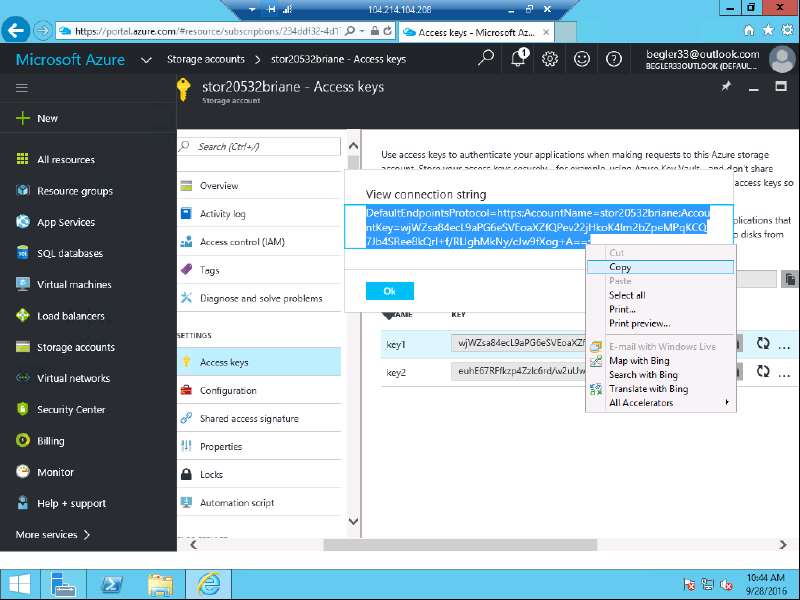 104.214.104.208
https://portal.azure.com/#resource/subscriptions/234ddf32-4d1
Access keys - Microsoft Az...
Microsoft Azure
Storage accounts > stor20532briane - Access keys
1
begler33@outlook.com
BEGLER33OUTLOOK (DEFAUL...
stor20532briane - Access keys
Storage account
New
All resources
Resource groups
App Services
SQL databases
Virtual machines
Load balancers
Storage accounts
Virtual networks
Security Center
Billing
Monitor
Help + support
More services >
Search (Ctrl+/)
Overview
Activity log
Access control (IAM)
Tags
Diagnose and solve problems
SETTINGS
Access keys
Configuration
Shared access signature
Properties
Locks
Automation script
Use access keys to authenticate your applications when making requests to this Azure storage
account. Store your access keys securely - for example, using Azure Key Vault - and don't share
access keys so
plications that
disks from
View connection string
DefaultEndpointsProtocol=https;AccountName=stor20532briane;Accou
Ok
NAME
KEY
key1
key2
Cut
Copy
Paste
Select all
Print...
Print preview...
E-mail with Windows Live
Map with Bing
Search with Bing
Translate with Bing
All Accelerators
10:44 AM
9/28/2016